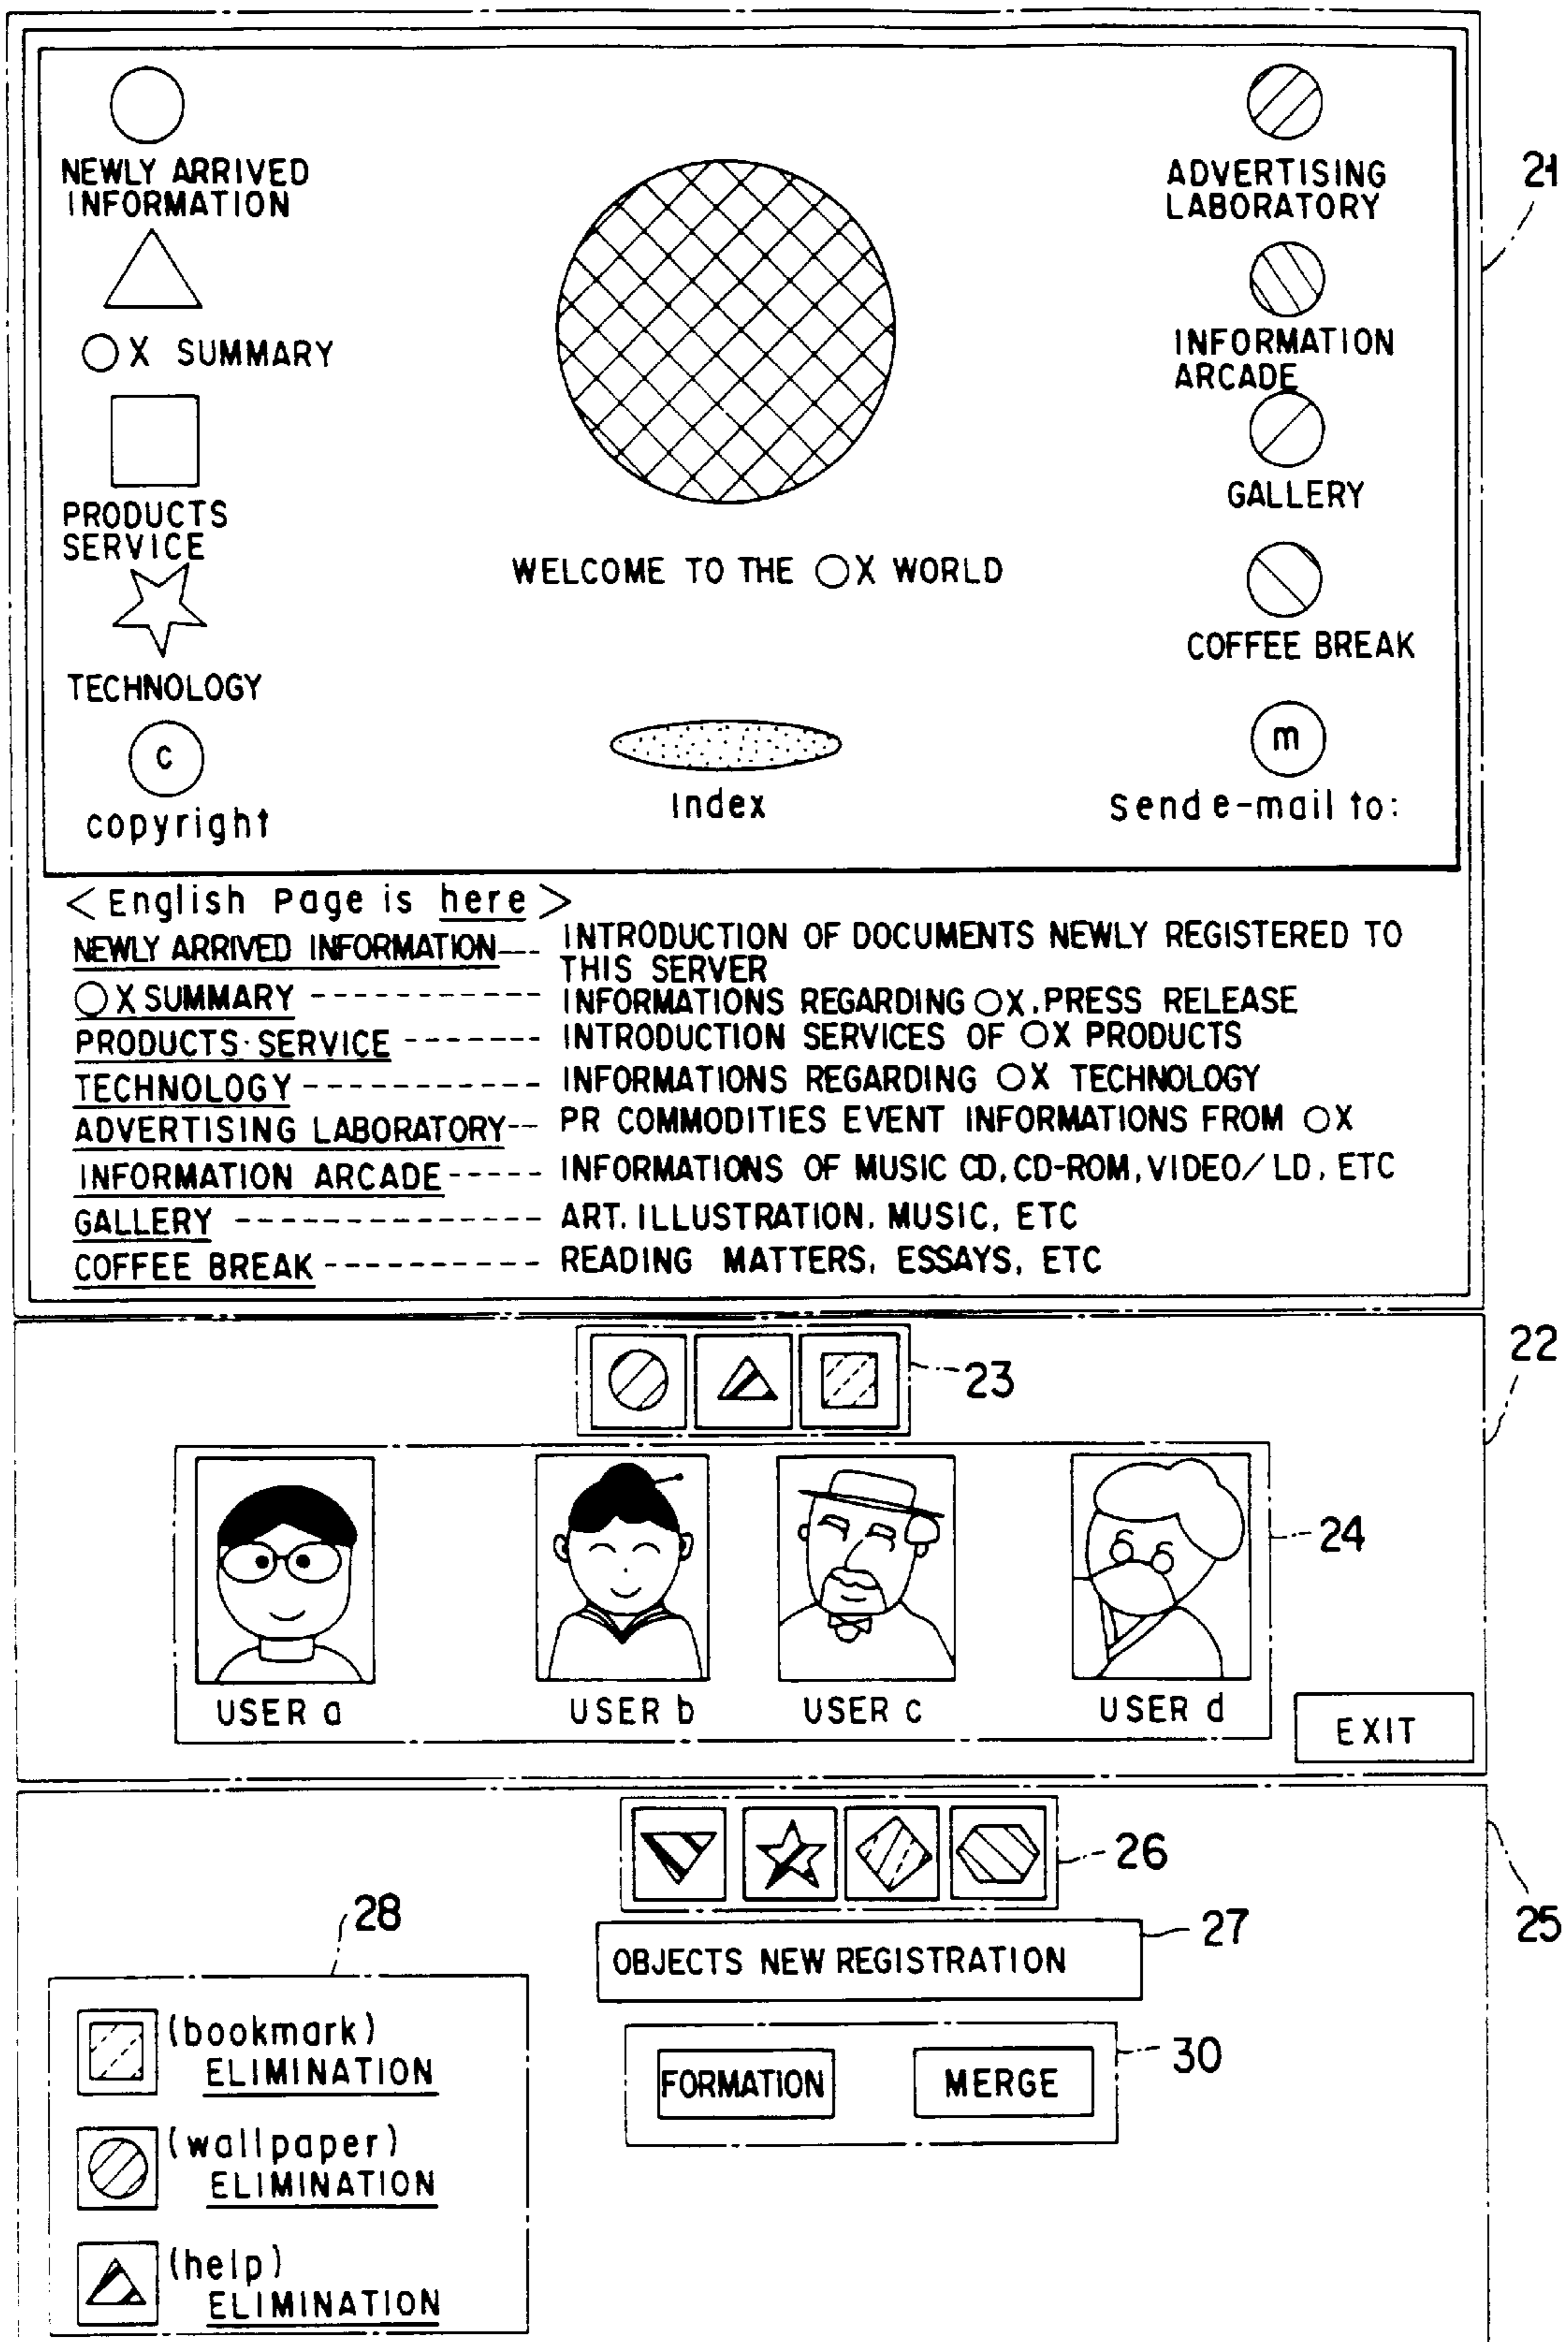 NEWLY ARRIVED
INFORMATION
○X SUMMARY
PRODUCTS
SERVICE
TECHNOLOGY
c
copyright
WELCOME TO THE ○X WORLD
Index
ADVERTISING
LABORATORY
INFORMATION
ARCADE
GALLERY
COFFEE BREAK
m
Send e-mail to:
21
<English Page is here>
NEWLY ARRIVED INFORMATION--- INTRODUCTION OF DOCUMENTS NEWLY REGISTERED TO
THIS SERVER
○X SUMMARY ----------- INFORMATIONS REGARDING ○X, PRESS RELEASE
PRODUCTS·SERVICE ------- INTRODUCTION SERVICES OF ○X PRODUCTS
TECHNOLOGY ----------- INFORMATIONS REGARDING ○X TECHNOLOGY
ADVERTISING LABORATORY-- PR COMMODITIES EVENT INFORMATIONS FROM ○X
INFORMATION ARCADE----- INFORMATIONS OF MUSIC CD, CD-ROM, VIDEO/LD, ETC
GALLERY -------------- ART, ILLUSTRATION, MUSIC, ETC
COFFEE BREAK ---------- READING MATTERS, ESSAYS, ETC
22
23
24
USER a
USER b
USER c
USER d
EXIT
25
26
27
OBJECTS NEW REGISTRATION
28
(bookmark)
ELIMINATION
(wallpaper)
ELIMINATION
(help)
ELIMINATION
30
FORMATION
MERGE